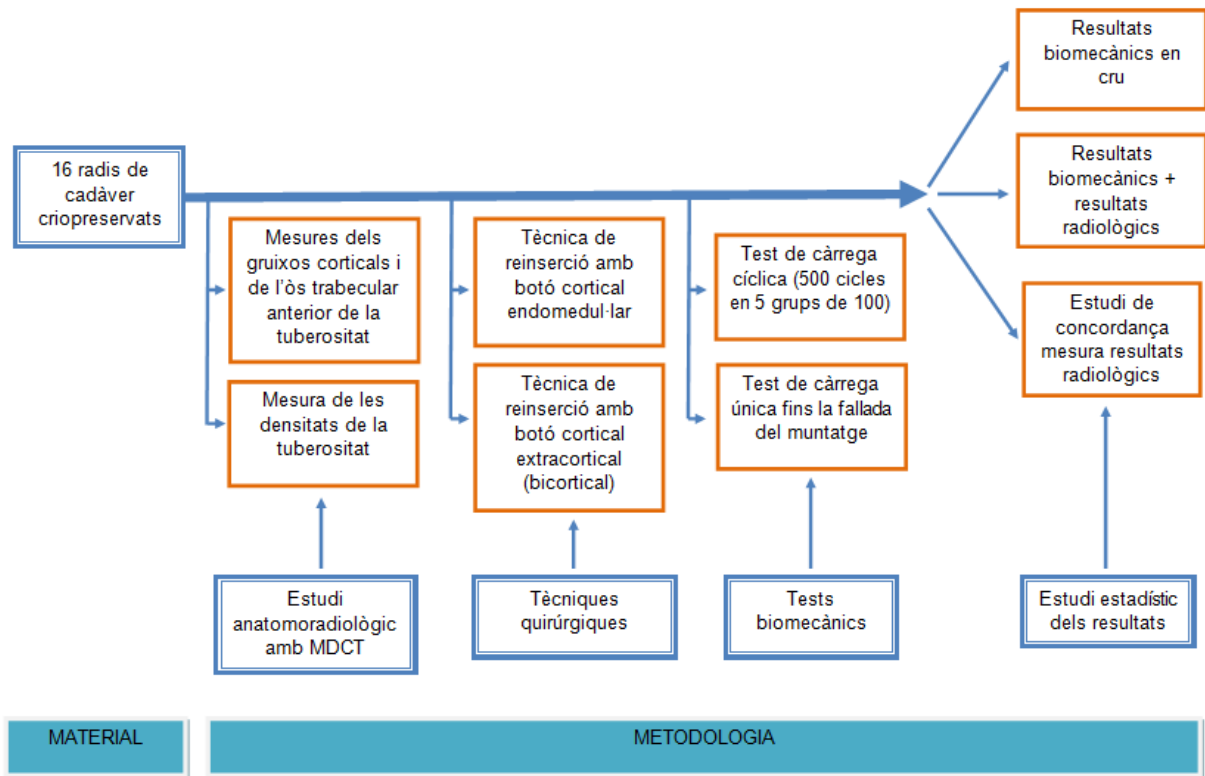 16 radis de
cadàver
criopreservats
Mesures dels
gruixos corticals i
de l'òs trabecular
anterior de la
tuberositat
Mesura de les
densitats de la
tuberositat
Estudi
anatomoradiològic
amb MDCT
Tècnica de
reinserció amb
botó cortical
endomedul·lar
Tècnica de
reinserció amb
botó cortical
extracortical
(bicortical)
Tècniques
quirúrgiques
Test de càrrega
cíclica (500 cicles
en 5 grups de 100)
Test de càrrega
única fins la fallada
del muntatge
Tests
biomecànics
Resultats
biomecànics en
cru
Resultats
biomecànics +
resultats
radiològics
Estudi de
concordança
mesura resultats
radiològics
Estudi estadístic
dels resultats
MATERIAL
METODOLOGIA